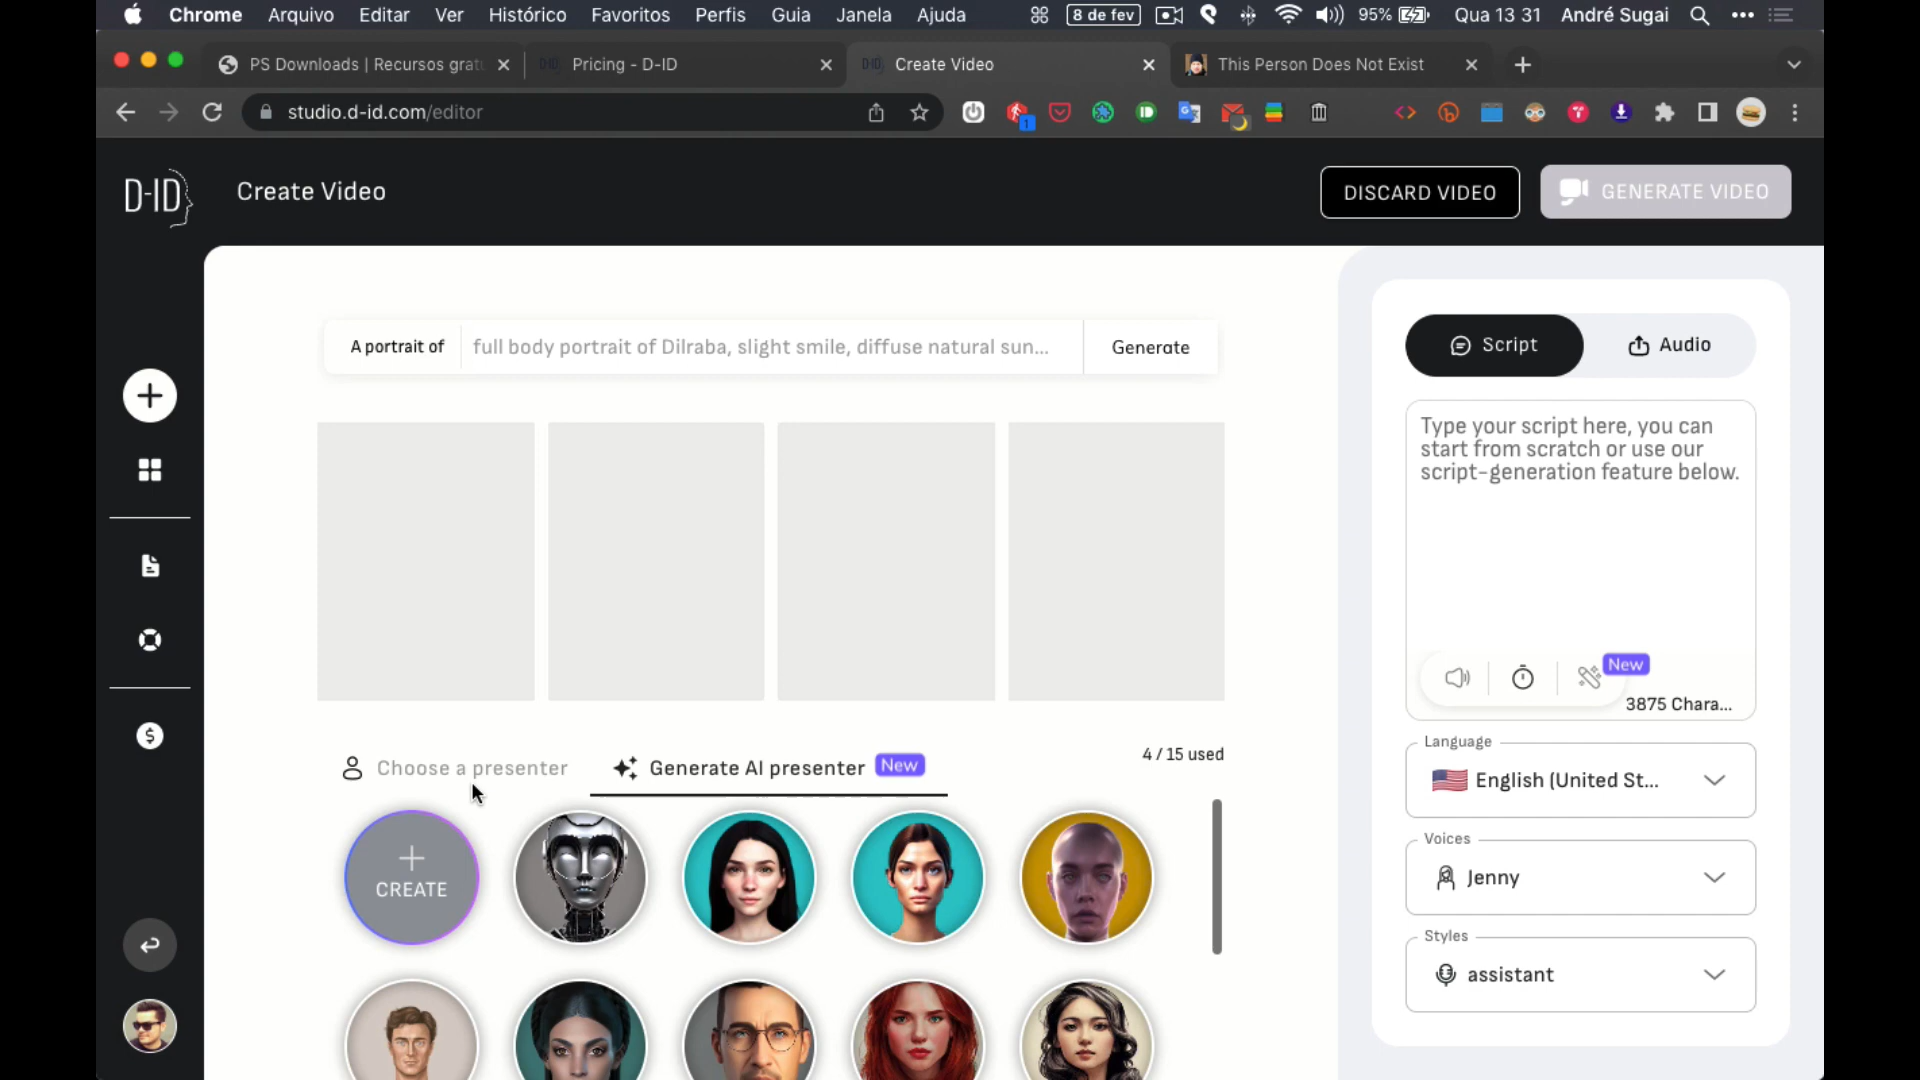 Chrome Arquivo Editar Ver Histórico Favoritos Perfis Guia Janela Ajuda 8 de fev 95% Qua 13 31 André Sugai
PS Downloads | Recursos gratu
Pricing - D-ID
Create Video
This Person Does Not Exist
studio.d-id.com/editor
1
D-ID
Create Video
DISCARD VIDEO
GENERATE VIDEO
A portrait of
full body portrait of Dilraba, slight smile, diffuse natural sun...
Generate
Script
Audio
Type your script here, you can
start from scratch or use our
script-generation feature below.
New
3875 Chara...
Choose a presenter
Generate AI presenter
New
4 / 15 used
CREATE
Language
English (United St...
Voices
Jenny
Styles
assistant